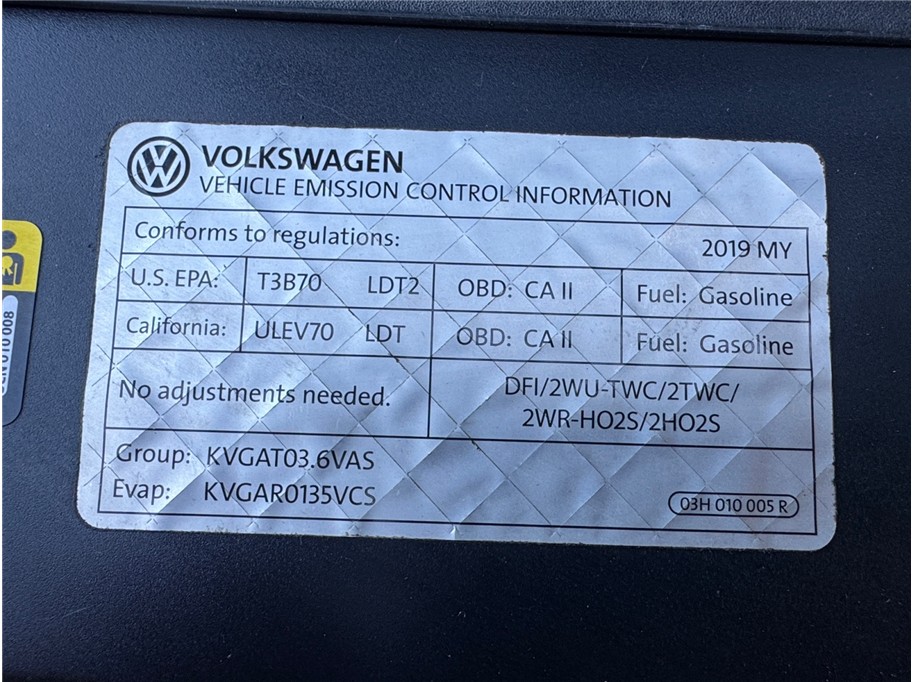 VOLKSWAGEN
VEHICLE EMISSION CONTROL INFORMATION
Conforms to regulations: 2019 MY
U.S. EPA: T3B70 LDT2 OBD: CA II Fuel: Gasoline
California: ULEV70 LDT OBD: CA II Fuel: Gasoline
No adjustments needed.
DFI/2WU-TWC/2TWC/
2WR-HO2S/2HO2S
Group: KVGAT03.6VAS
Evap: KVGAR0135VCS
03H 010 005 R
010 008